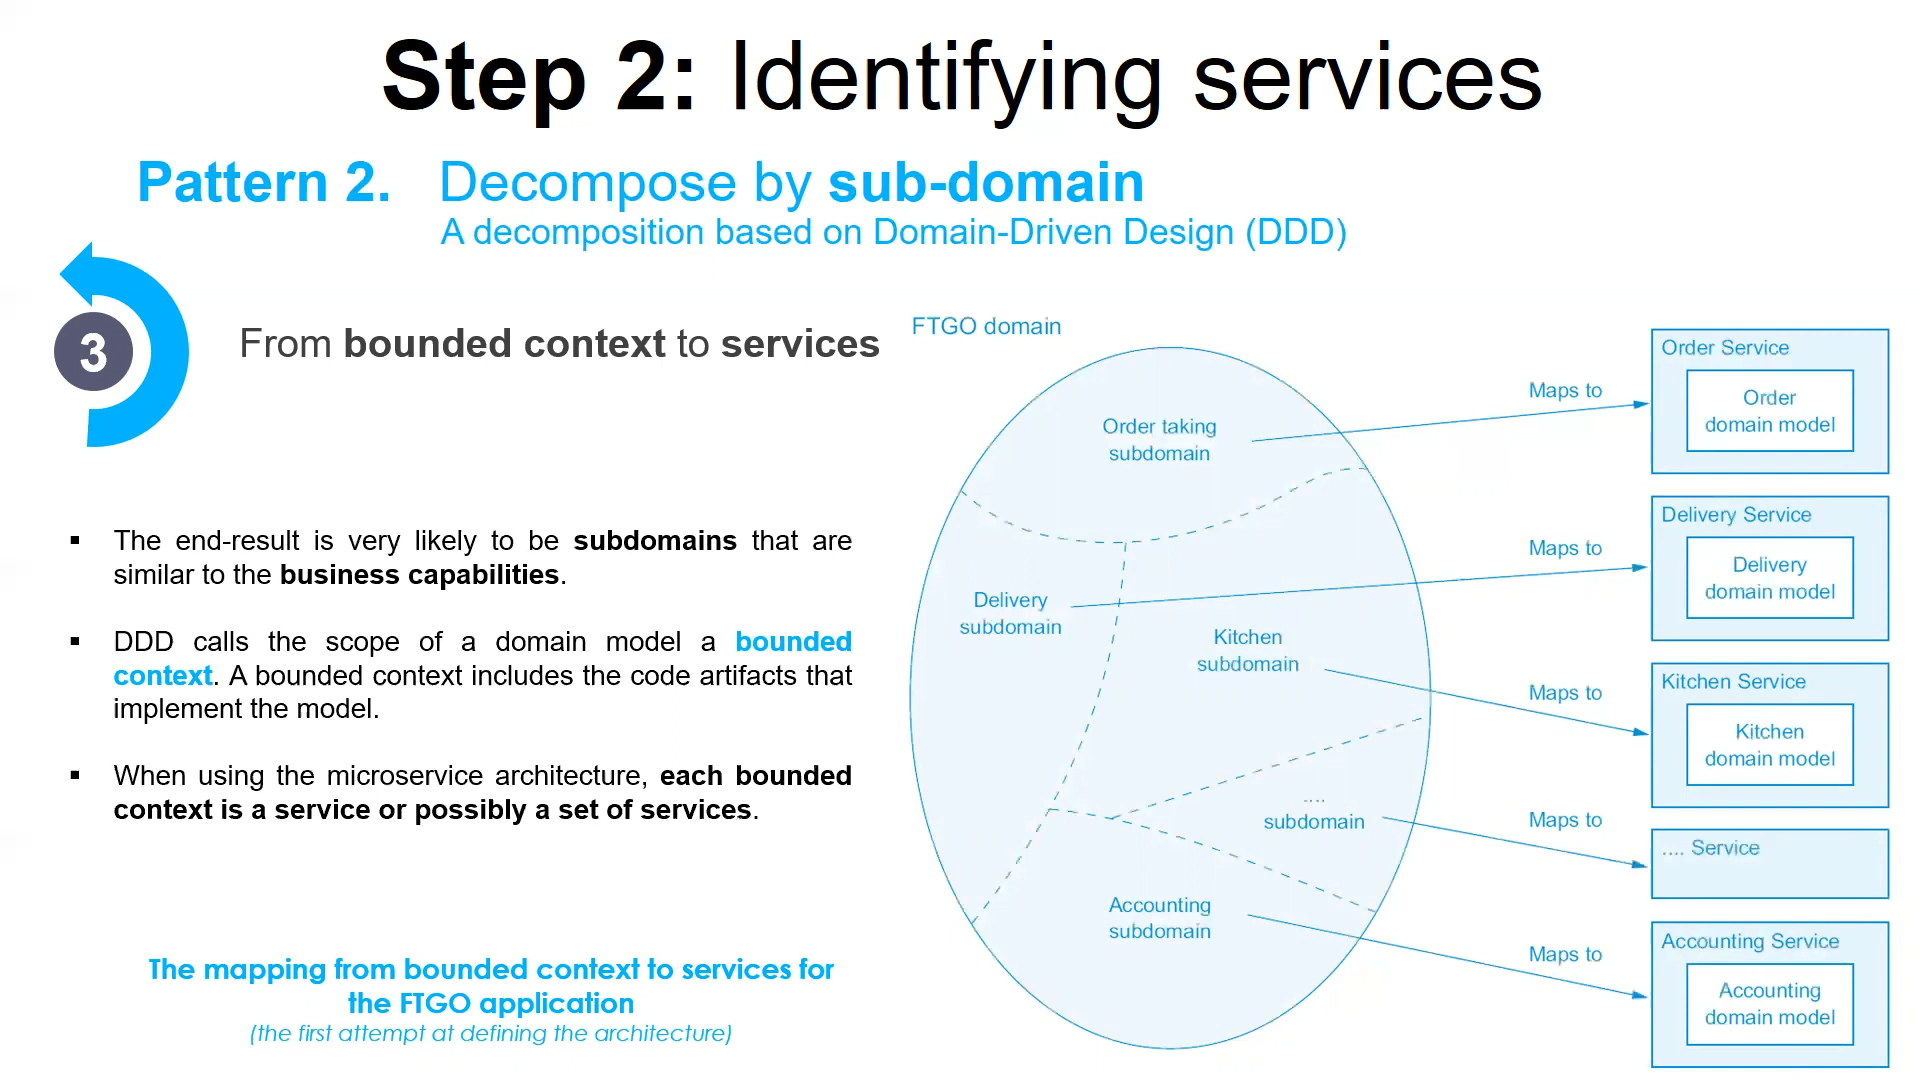 Step 2: Identifying services
Pattern 2. Decompose by sub-domain
A decomposition based on Domain-Driven Design (DDD)
3
From bounded context to services
▪ The end-result is very likely to be subdomains that are
similar to the business capabilities.
▪ DDD calls the scope of a domain model a bounded
context. A bounded context includes the code artifacts that
implement the model.
▪ When using the microservice architecture, each bounded
context is a service or possibly a set of services.
The mapping from bounded context to services for
the FTGO application
(the first attempt at defining the architecture)
FTGO domain
Order taking
subdomain
Delivery
subdomain
Kitchen
subdomain
....
subdomain
Accounting
subdomain
Maps to
Maps to
Maps to
Maps to
Maps to
Order Service
Order
domain model
Delivery Service
Delivery
domain model
Kitchen Service
Kitchen
domain model
.... Service
Accounting Service
Accounting
domain model